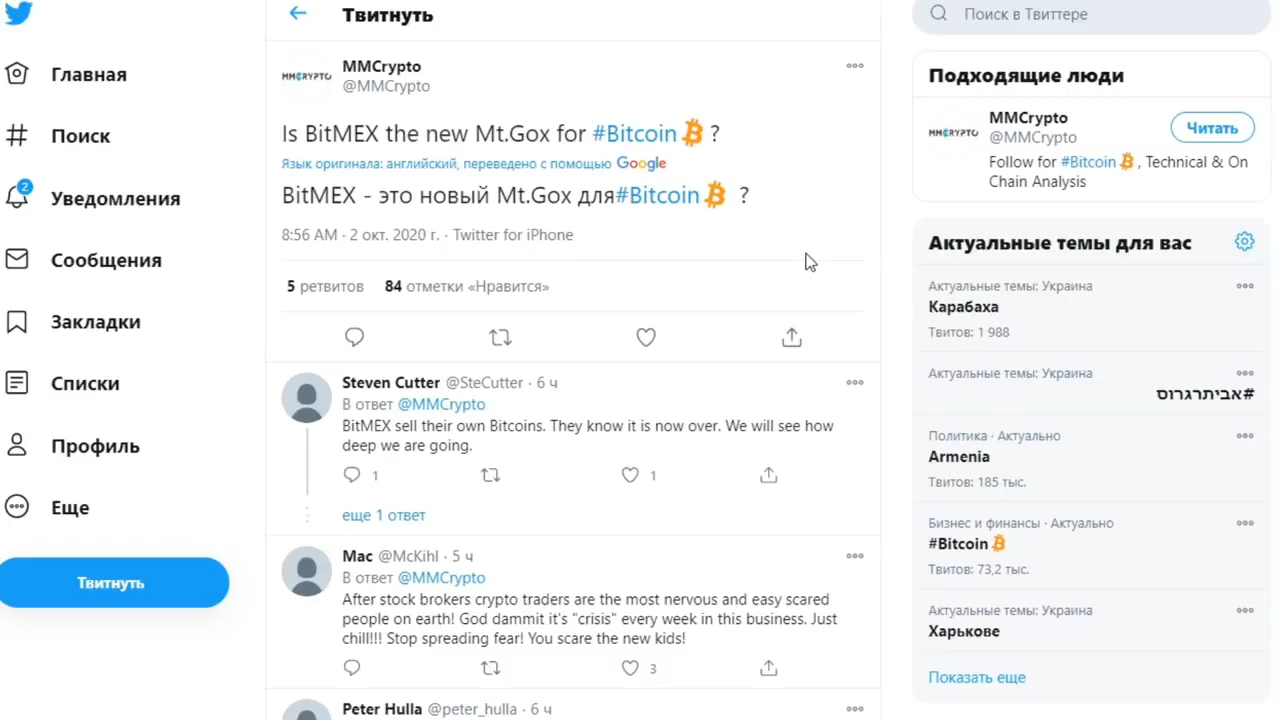 Главная
Поиск
2
Уведомления
Сообщения
Закладки
Списки
Профиль
Еще
Твитнуть
Твитнуть
MMCRYPTO
MMCrypto
@MMCrypto
Is BitMEX the new Mt.Gox for #Bitcoin ?
Язык оригинала: английский, переведено с помощью Google
BitMEX - это новый Mt.Gox для#Bitcoin ?
8:56 AM · 2 окт. 2020 г. · Twitter for iPhone
5 ретвитов 84 отметки «Нравится»
Steven Cutter @SteCutter · 6 ч
В ответ @MMCrypto
BitMEX sell their own Bitcoins. They know it is now over. We will see how
deep we are going.
1 1
еще 1 ответ
Mac @McKihl · 5 ч
В ответ @MMCrypto
After stock brokers crypto traders are the most nervous and easy scared
people on earth! God dammit it's "crisis" every week in this business. Just
chill!!! Stop spreading fear! You scare the new kids!
3
Peter Hulla @peter_hulla · 6 ч
Поиск в Твиттере
Подходящие люди
MMCRYPTO
MMCrypto
@MMCrypto
Читать
Follow for #Bitcoin , Technical & On
Chain Analysis
Актуальные темы для вас
Актуальные темы: Украина
Карабаха
Твитов: 1 988
Актуальные темы: Украина
#אביתרגרוס
Политика · Актуально
Armenia
Твитов: 185 тыс.
Бизнес и финансы · Актуально
#Bitcoin
Твитов: 73,2 тыс.
Актуальные темы: Украина
Харькове
Показать еще